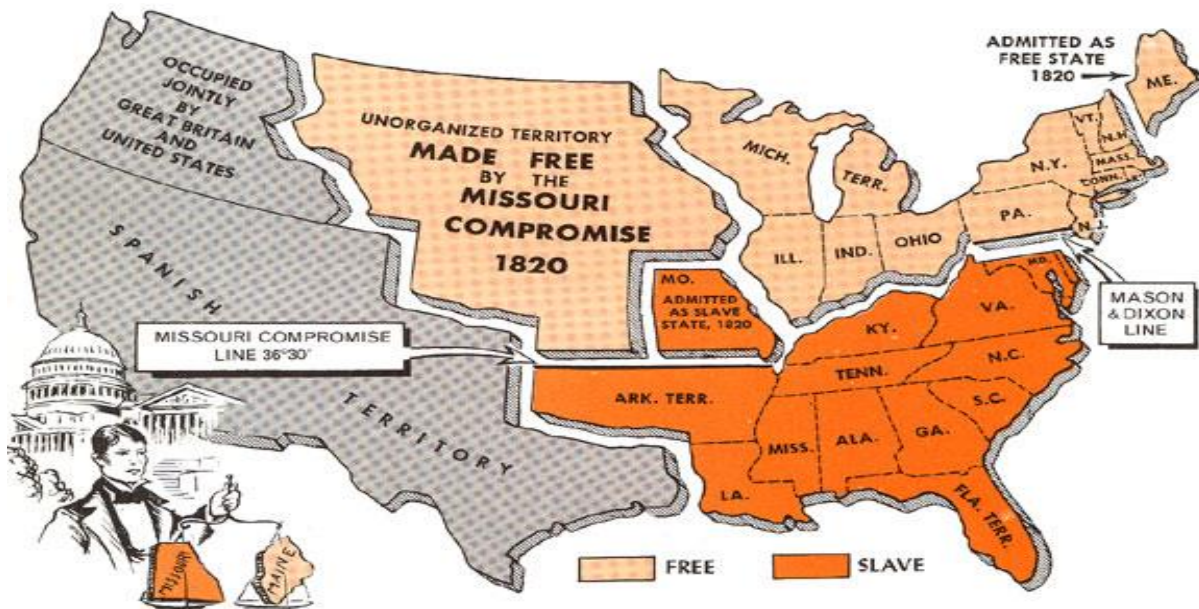 OCCUPIED
JOINTLY
BY
GREAT BRITAIN
AND
UNITED STATES
UNORGANIZED TERRITORY
MADE FREE
BY THE
MISSOURI
COMPROMISE
1820
ADMITTED AS
FREE STATE
1820
ME.
VT.
N.H
MASS.
CONN.
N.Y.
MICH.
TERR.
PA.
N.J.
ILL.
IND.
OHIO
SPANISH
TERRITORY
MO.
ADMITTED
AS SLAVE
STATE, 1820
MD.
MASON
& DIXON
LINE
MISSOURI COMPROMISE
LINE 36°30'
VA.
KY.
N.C.
TENN.
ARK. TERR.
S.C.
MISS.
ALA.
GA.
LA.
FLA. TERR.
MISSOURI
MAINE
FREE
SLAVE